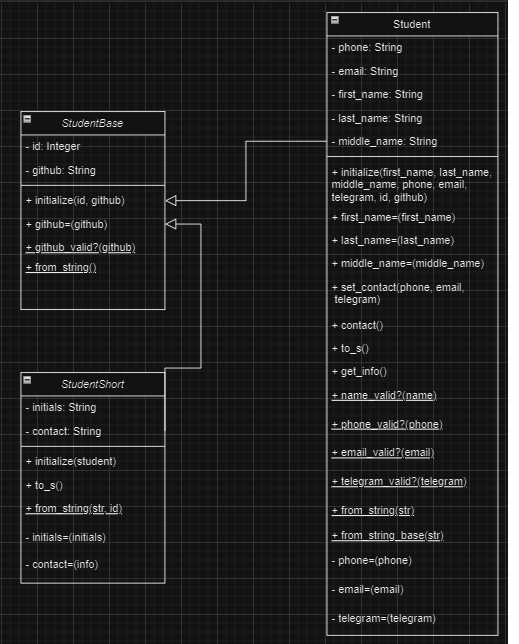 StudentBase
- id: Integer
- github: String
+ initialize(id, github)
+ github=(github)
+ github_valid?(github)
+ from_string()
StudentShort
- initials: String
- contact: String
+ initialize(student)
+ to_s()
+ from_string(str, id)
- initials=(initials)
- contact=(info)
Student
- phone: String
- email: String
- first_name: String
- last_name: String
- middle_name: String
+ initialize(first_name, last_name,
middle_name, phone, email,
telegram, id, github)
+ first_name=(first_name)
+ last_name=(last_name)
+ middle_name=(middle_name)
+ set_contact(phone, email,
telegram)
+ contact()
+ to_s()
+ get_info()
+ name_valid?(name)
+ phone_valid?(phone)
+ email_valid?(email)
+ telegram_valid?(telegram)
+ from_string(str)
+ from_string_base(str)
- phone=(phone)
- email=(email)
- telegram=(telegram)